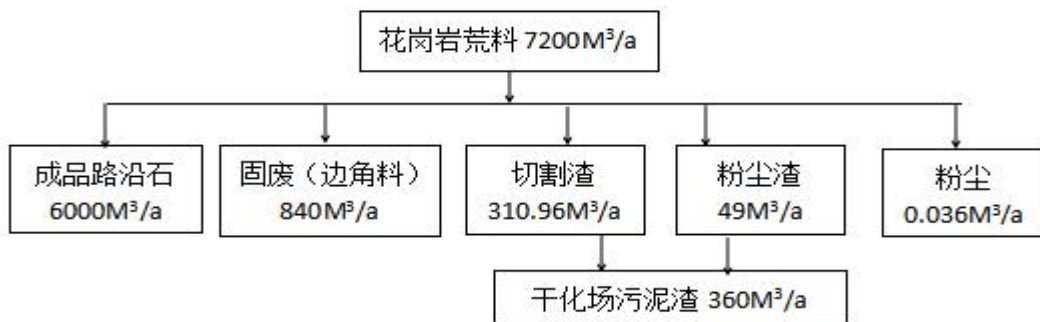 花岗岩荒料 7200M³/a
成品路沿石
6000M³/a
固废（边角料）
840M³/a
切割渣
310.96M³/a
粉尘渣
49M³/a
粉尘
0.036M³/a
干化场污泥渣 360M³/a